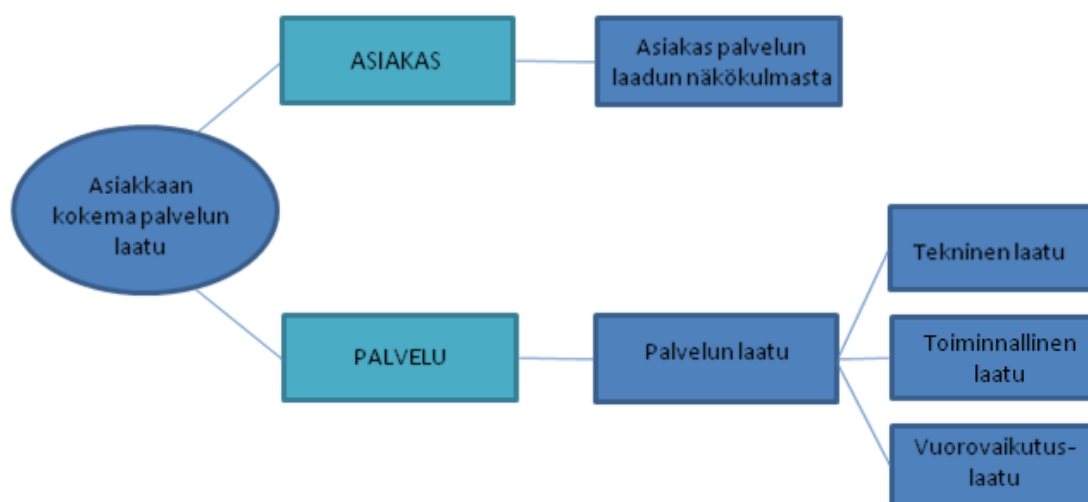 ASIAKAS
Asiakas palvelun
laadun näkökulmasta
Asiakkaan
kokema palvelun
laatu
Tekninen laatu
PALVELU
Palvelun laatu
Toiminnallinen
laatu
Vuorovaikutus-
laatu